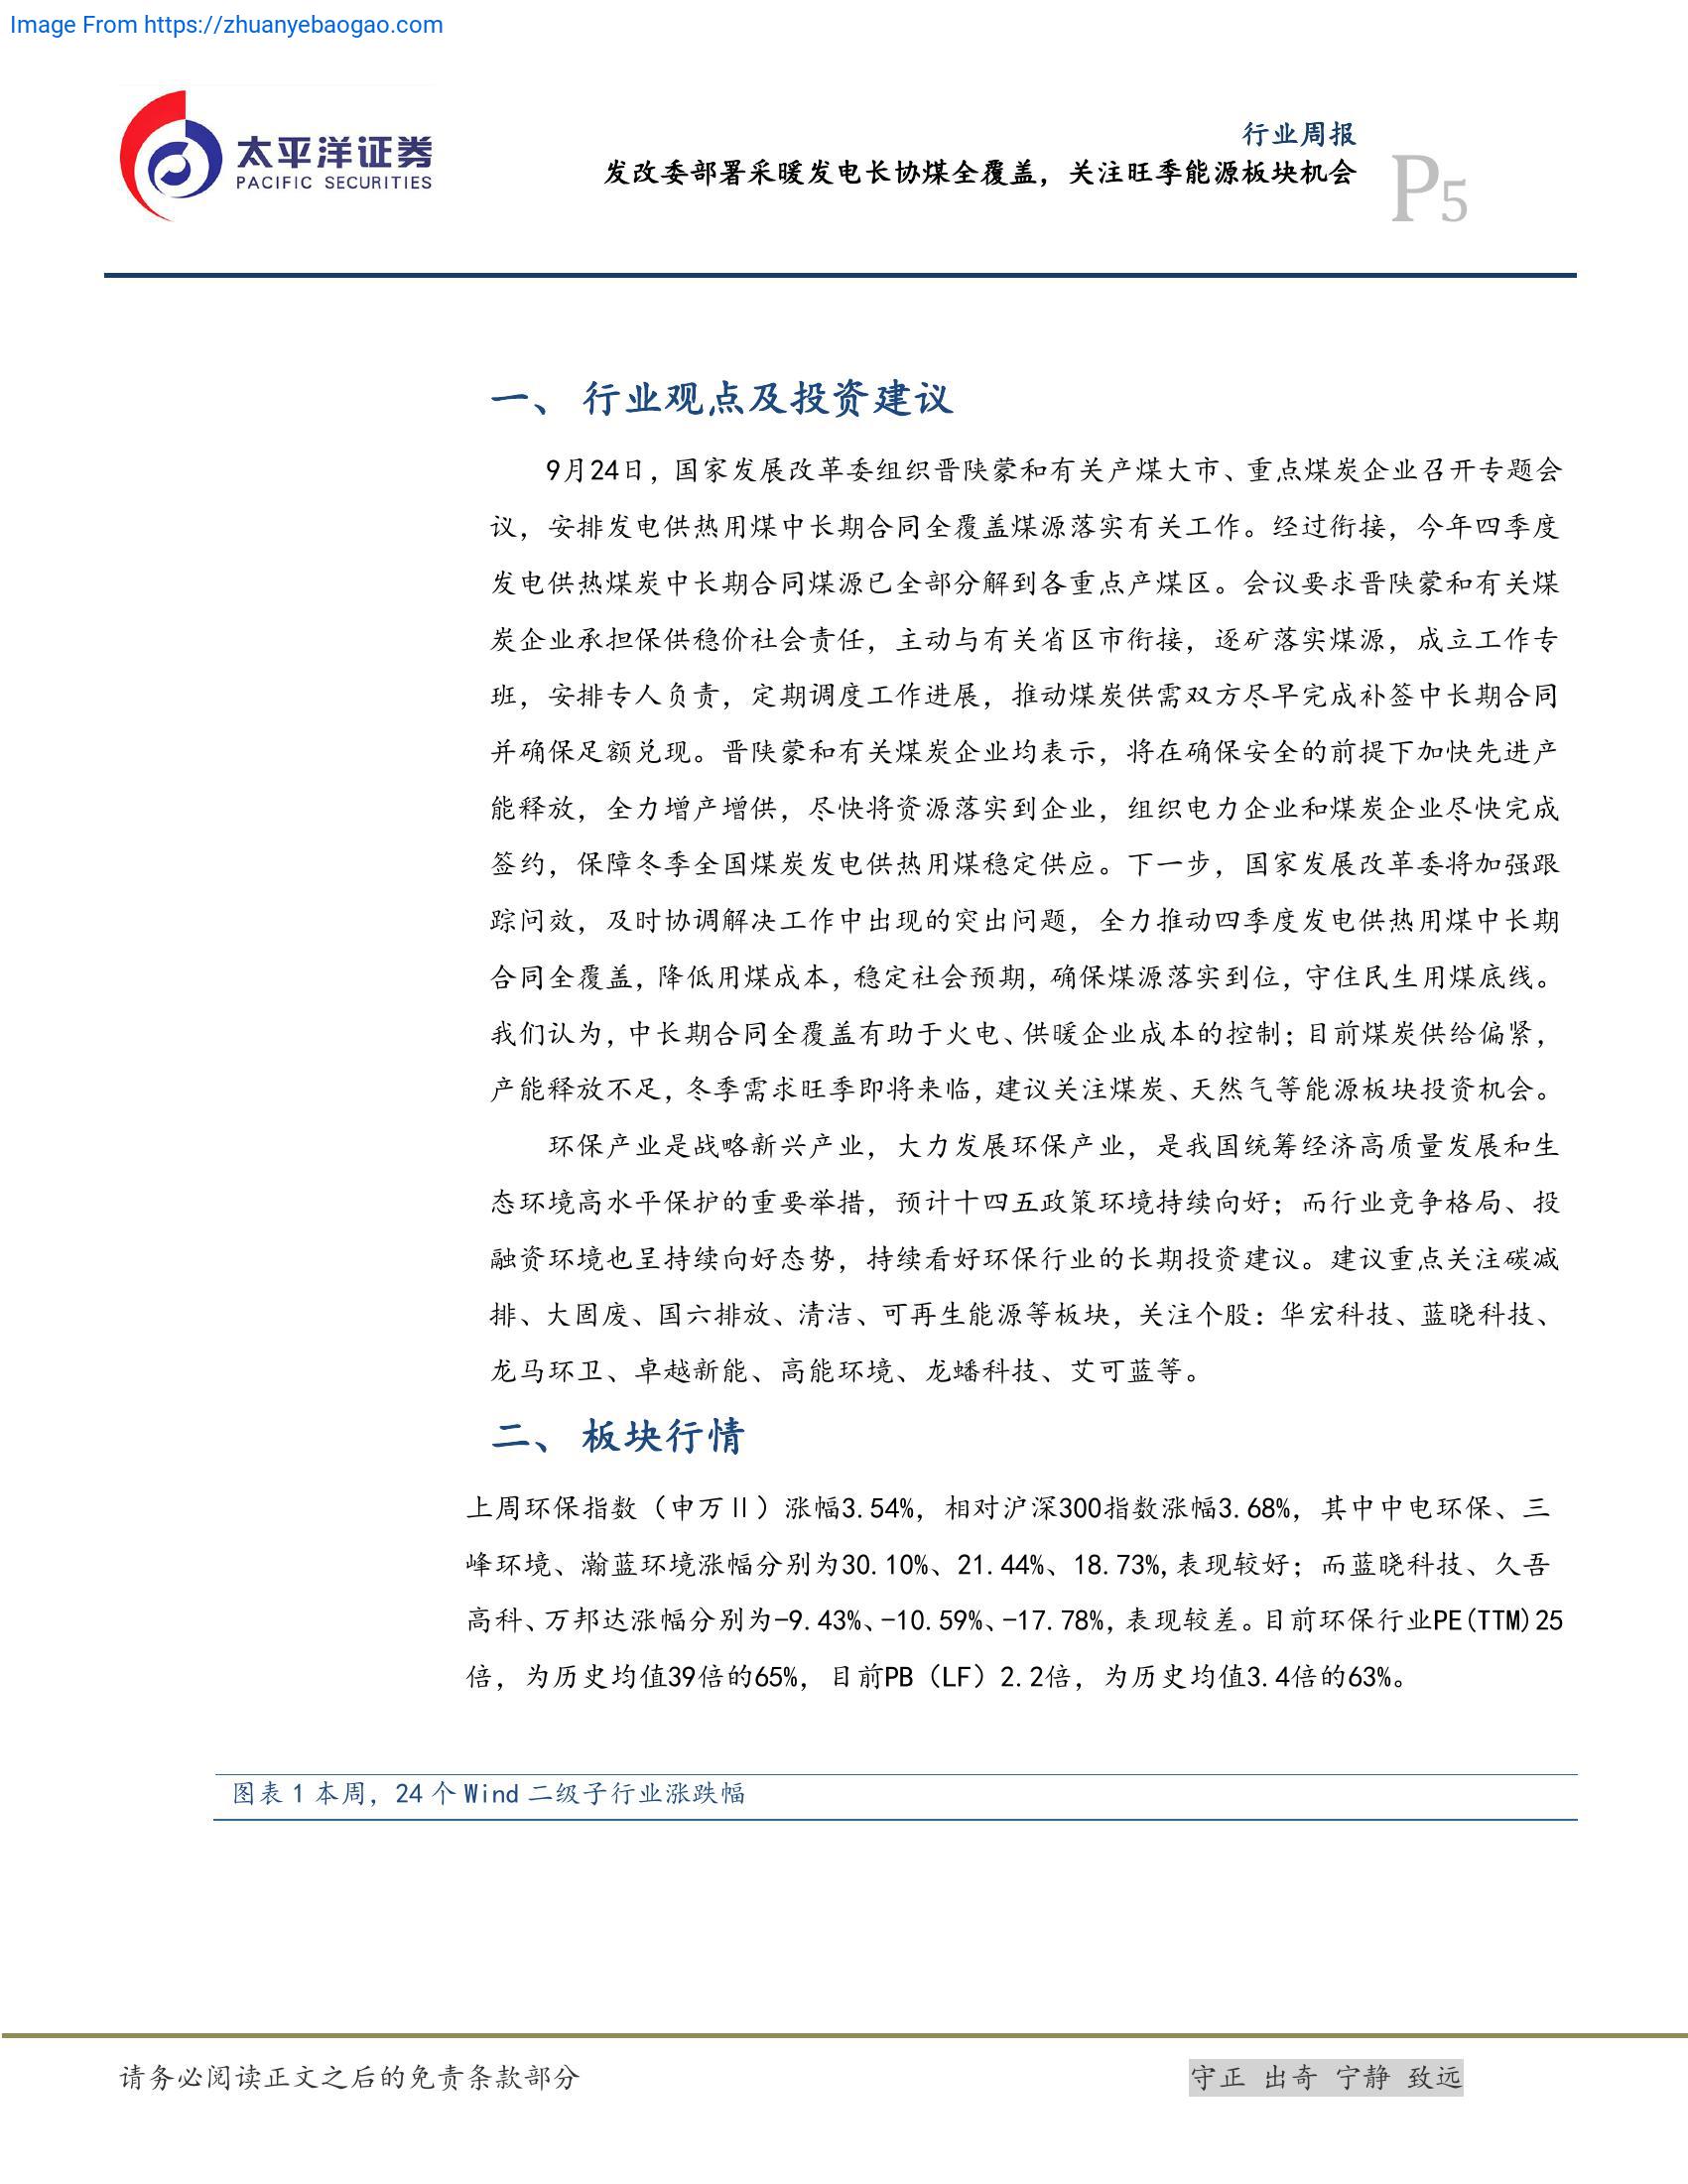 Image From https://zhuanyebaogao.com
太平洋证券
PACIFIC SECURITIES
行业周报
发改委部署采暖发电长协煤全覆盖，关注旺季能源板块机会
P5
一、 行业观点及投资建议
9月24日，国家发展改革委组织晋陕蒙和有关产煤大市、重点煤炭企业召开专题会
议，安排发电供热用煤中长期合同全覆盖煤源落实有关工作。经过衔接，今年四季度
发电供热煤炭中长期合同煤源已全部分解到各重点产煤区。会议要求晋陕蒙和有关煤
炭企业承担保供稳价社会责任，主动与有关省区市衔接，逐矿落实煤源，成立工作专
班，安排专人负责，定期调度工作进展，推动煤炭供需双方尽早完成补签中长期合同
并确保足额兑现。晋陕蒙和有关煤炭企业均表示，将在确保安全的前提下加快先进产
能释放，全力增产增供，尽快将资源落实到企业，组织电力企业和煤炭企业尽快完成
签约，保障冬季全国煤炭发电供热用煤稳定供应。下一步，国家发展改革委将加强跟
踪问效，及时协调解决工作中出现的突出问题，全力推动四季度发电供热用煤中长期
合同全覆盖，降低用煤成本，稳定社会预期，确保煤源落实到位，守住民生用煤底线。
我们认为，中长期合同全覆盖有助于火电、供暖企业成本的控制；目前煤炭供给偏紧，
产能释放不足，冬季需求旺季即将来临，建议关注煤炭、天然气等能源板块投资机会。
环保产业是战略新兴产业，大力发展环保产业，是我国统筹经济高质量发展和生
态环境高水平保护的重要举措，预计十四五政策环境持续向好；而行业竞争格局、投
融资环境也呈持续向好态势，持续看好环保行业的长期投资建议。建议重点关注碳减
排、大固废、国六排放、清洁、可再生能源等板块，关注个股：华宏科技、蓝晓科技、
龙马环卫、卓越新能、高能环境、龙蟠科技、艾可蓝等。
二、 板块行情
上周环保指数（申万Ⅱ）涨幅3.54%，相对沪深300指数涨幅3.68%，其中中电环保、三
峰环境、瀚蓝环境涨幅分别为30.10%、21.44%、18.73%,表现较好；而蓝晓科技、久吾
高科、万邦达涨幅分别为-9.43%、-10.59%、-17.78%，表现较差。目前环保行业PE(TTM)25
倍，为历史均值39倍的65%，目前PB（LF）2.2倍，为历史均值3.4倍的63%。
图表 1 本周，24 个 Wind 二级子行业涨跌幅
请务必阅读正文之后的免责条款部分
守正 出奇 宁静 致远